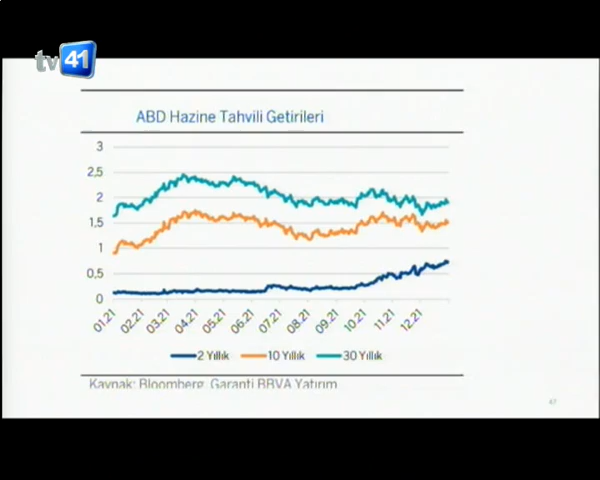 tv41
ABD Hazine Tahvili Getirileri
3
2,5
2
1,5
1
0,5
0
01.21 02.21 03.21 04.21 05.21 06.21 07.21 08.21 09.21 10.21 11.21 12.21
2 Yıllık 10 Yıllık 30 Yıllık
Kaynak: Bloomberg, Garanti BBVA Yatırım